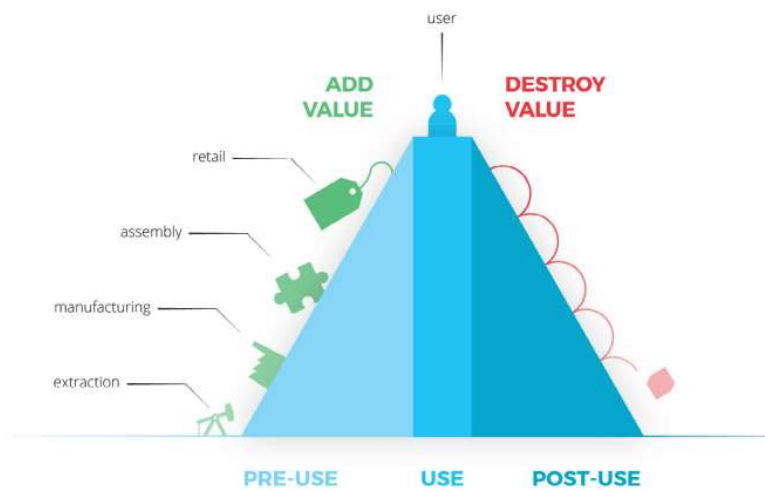 user
ADD
VALUE
DESTROY
VALUE
retail
assembly
manufacturing
extraction
PRE-USE
USE
POST-USE